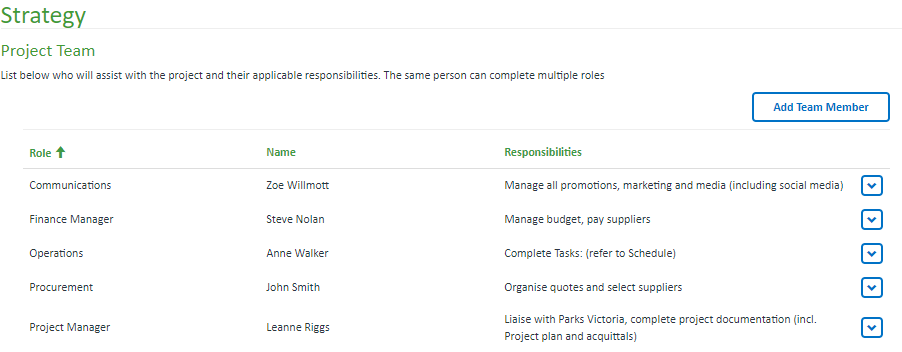 Strategy
Project Team
List below who will assist with the project and their applicable responsibilities. The same person can complete multiple roles
Add Team Member
Role Name Responsibilities
Communications Zoe Willmott Manage all promotions, marketing and media (including social media)
Finance Manager Steve Nolan Manage budget, pay suppliers
Operations Anne Walker Complete Tasks: (refer to Schedule)
Procurement John Smith Organise quotes and select suppliers
Project Manager Leanne Riggs Liaise with Parks Victoria, complete project documentation (incl.
Project plan and acquittals)